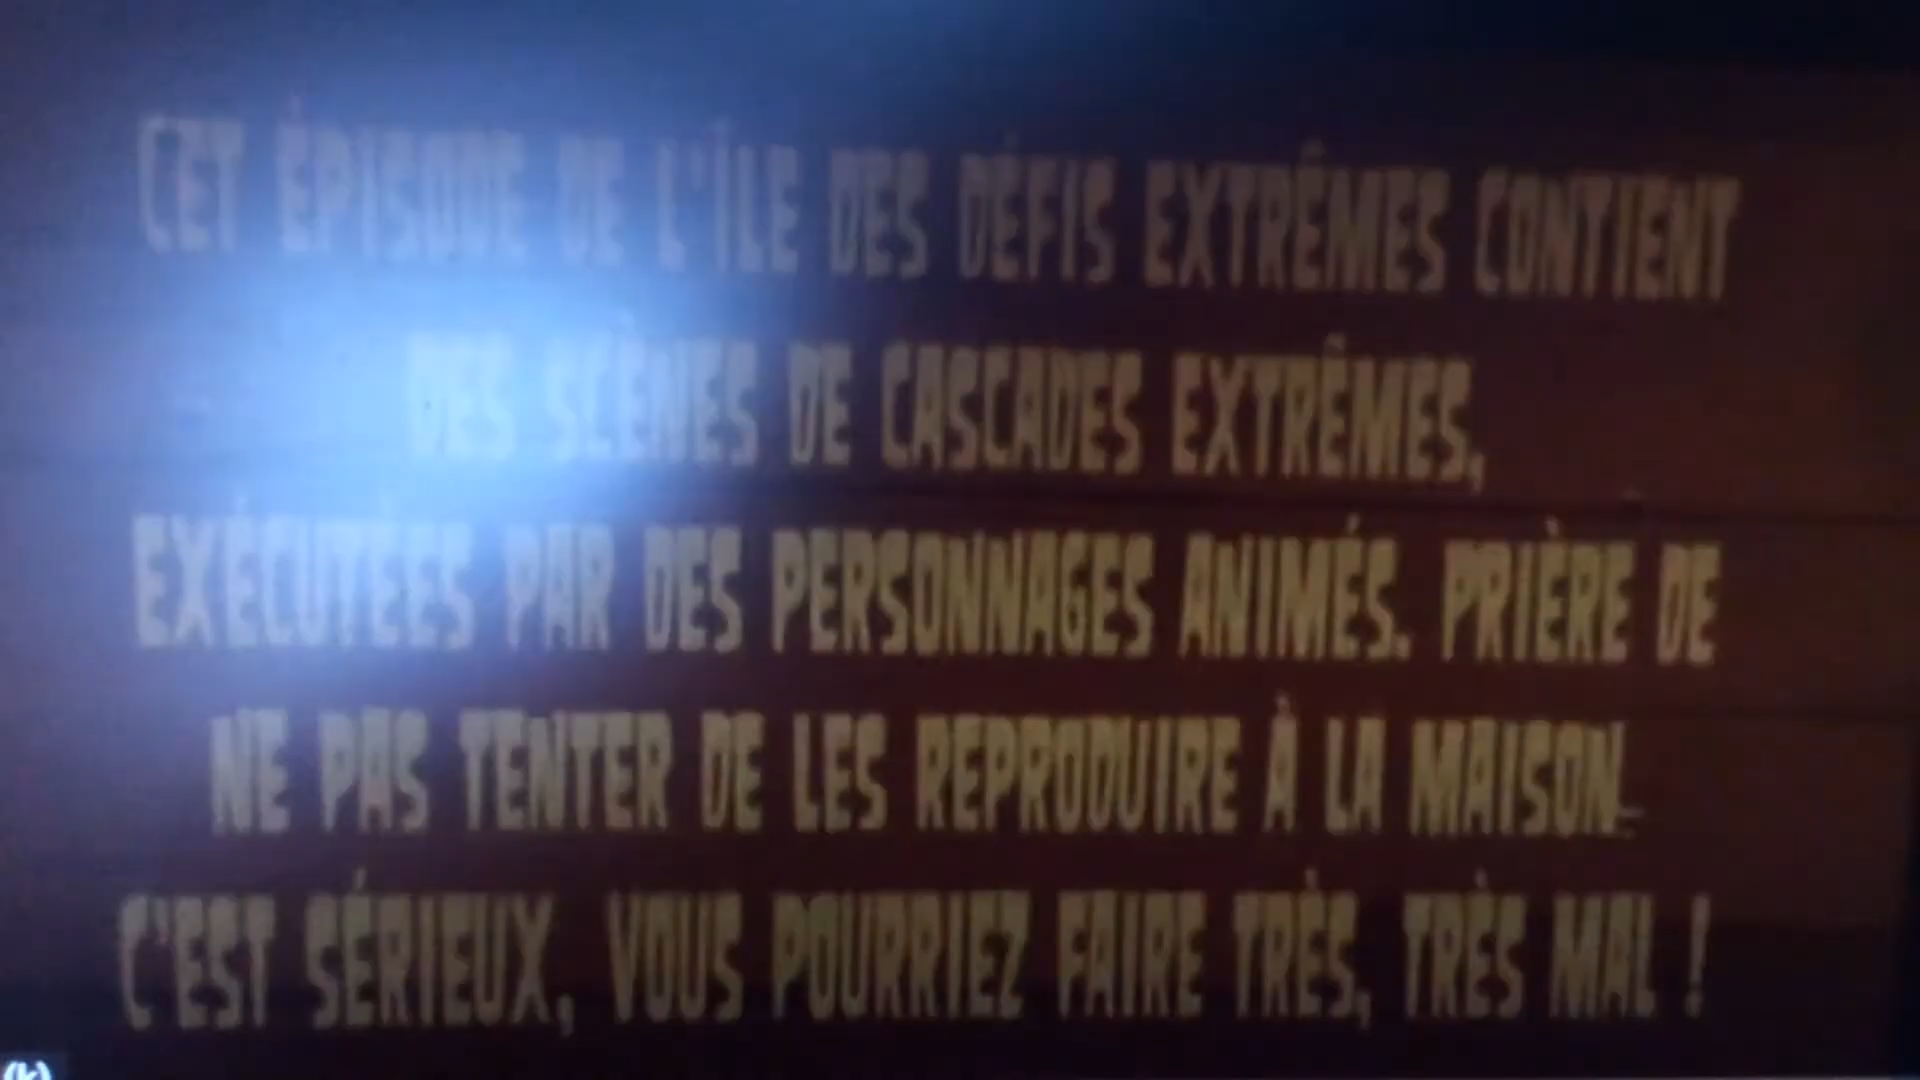 CET ÉPISODE DE L'ÎLE DES DÉFIS EXTRÊMES CONTIENT
DES SCÈNES DE CASCADES EXTRÊMES,
EXÉCUTÉES PAR DES PERSONNAGES ANIMÉS. PRIÈRE DE
NE PAS TENTER DE LES REPRODUIRE À LA MAISON.
C'EST SÉRIEUX, VOUS POURRIEZ FAIRE TRÈS, TRÈS MAL !
(k)